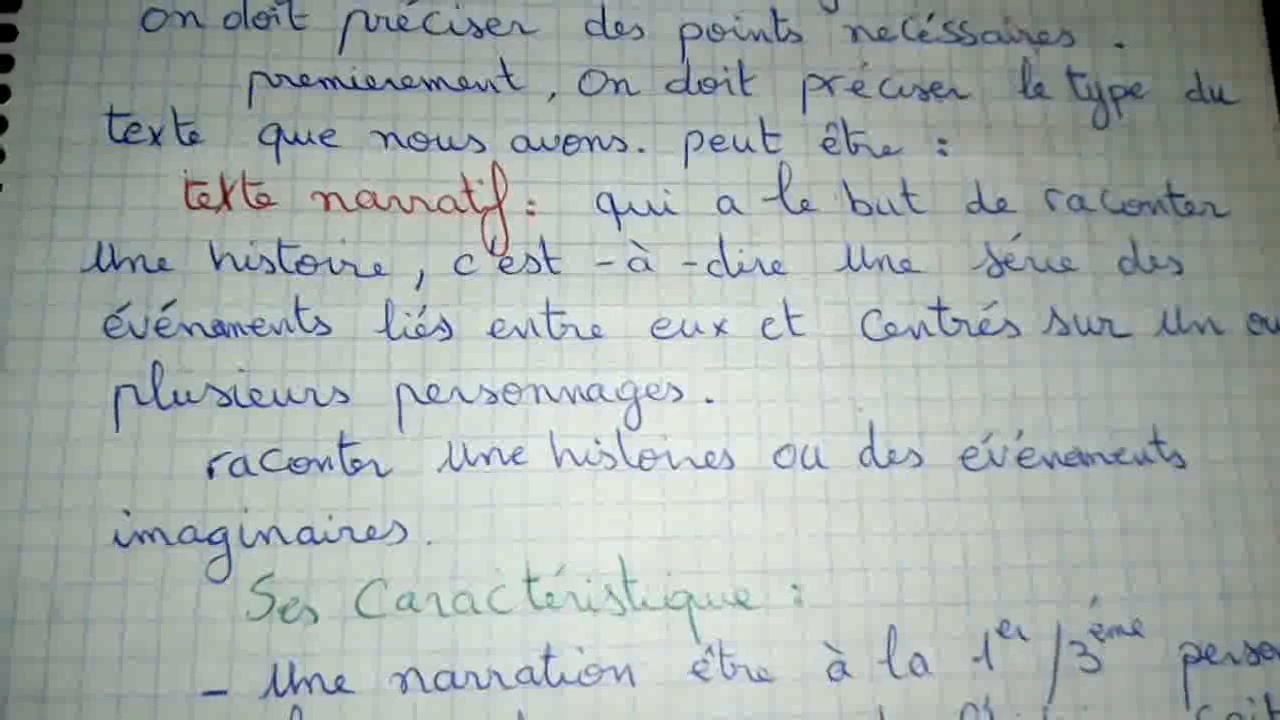 on doit préciser des points necéssaires.
premierement, on doit préciser le type du
texte que nous avons. peut être :
texte narratif : qui a le but de raconter
une histoire, c'est -à -dire une série des
événements liés entre eux et centrés sur un ou
plusieurs personnages.
raconter une histoires ou des événements
imaginaires.
Ses Caractéristique :
- une narration être à la 1er/3ème perso